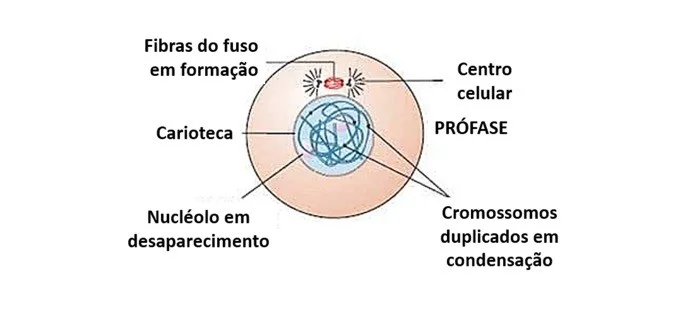 Fibras do fuso
em formação
Centro
celular
Carioteca
PRÓFASE
Nucléolo em
desaparecimento
Cromossomos
duplicados em
condensação